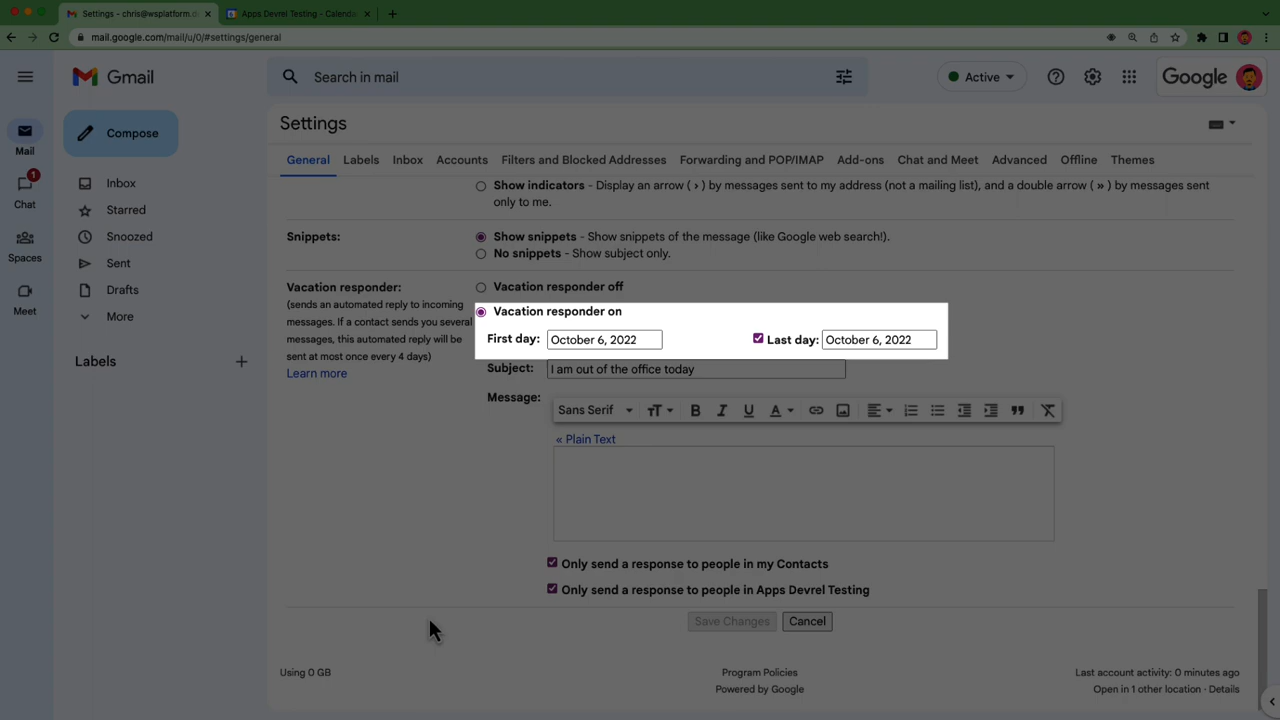 Settings - chris@wsplatform.d
Apps Devrel Testing - Calenda
mail.google.com/mail/u/0/#settings/general
Gmail
Search in mail
Active
Google
Compose
Mail
Chat
1
Spaces
Meet
Inbox
Starred
Snoozed
Sent
Drafts
More
Labels
Settings
General Labels Inbox Accounts Filters and Blocked Addresses Forwarding and POP/IMAP Add-ons Chat and Meet Advanced Offline Themes
Show indicators - Display an arrow ( › ) by messages sent to my address (not a mailing list), and a double arrow ( » ) by messages sent
only to me.
Snippets:
Show snippets - Show snippets of the message (like Google web search!).
No snippets - Show subject only.
Vacation responder:
(sends an automated reply to incoming
messages. If a contact sends you several
messages, this automated reply will be
sent at most once every 4 days)
Learn more
Vacation responder off
Vacation responder on
First day: October 6, 2022 Last day: October 6, 2022
Subject: I am out of the office today
Message:
Sans Serif
« Plain Text
Only send a response to people in my Contacts
Only send a response to people in Apps Devrel Testing
Save Changes Cancel
Using 0 GB
Program Policies
Powered by Google
Last account activity: 0 minutes ago
Open in 1 other location · Details